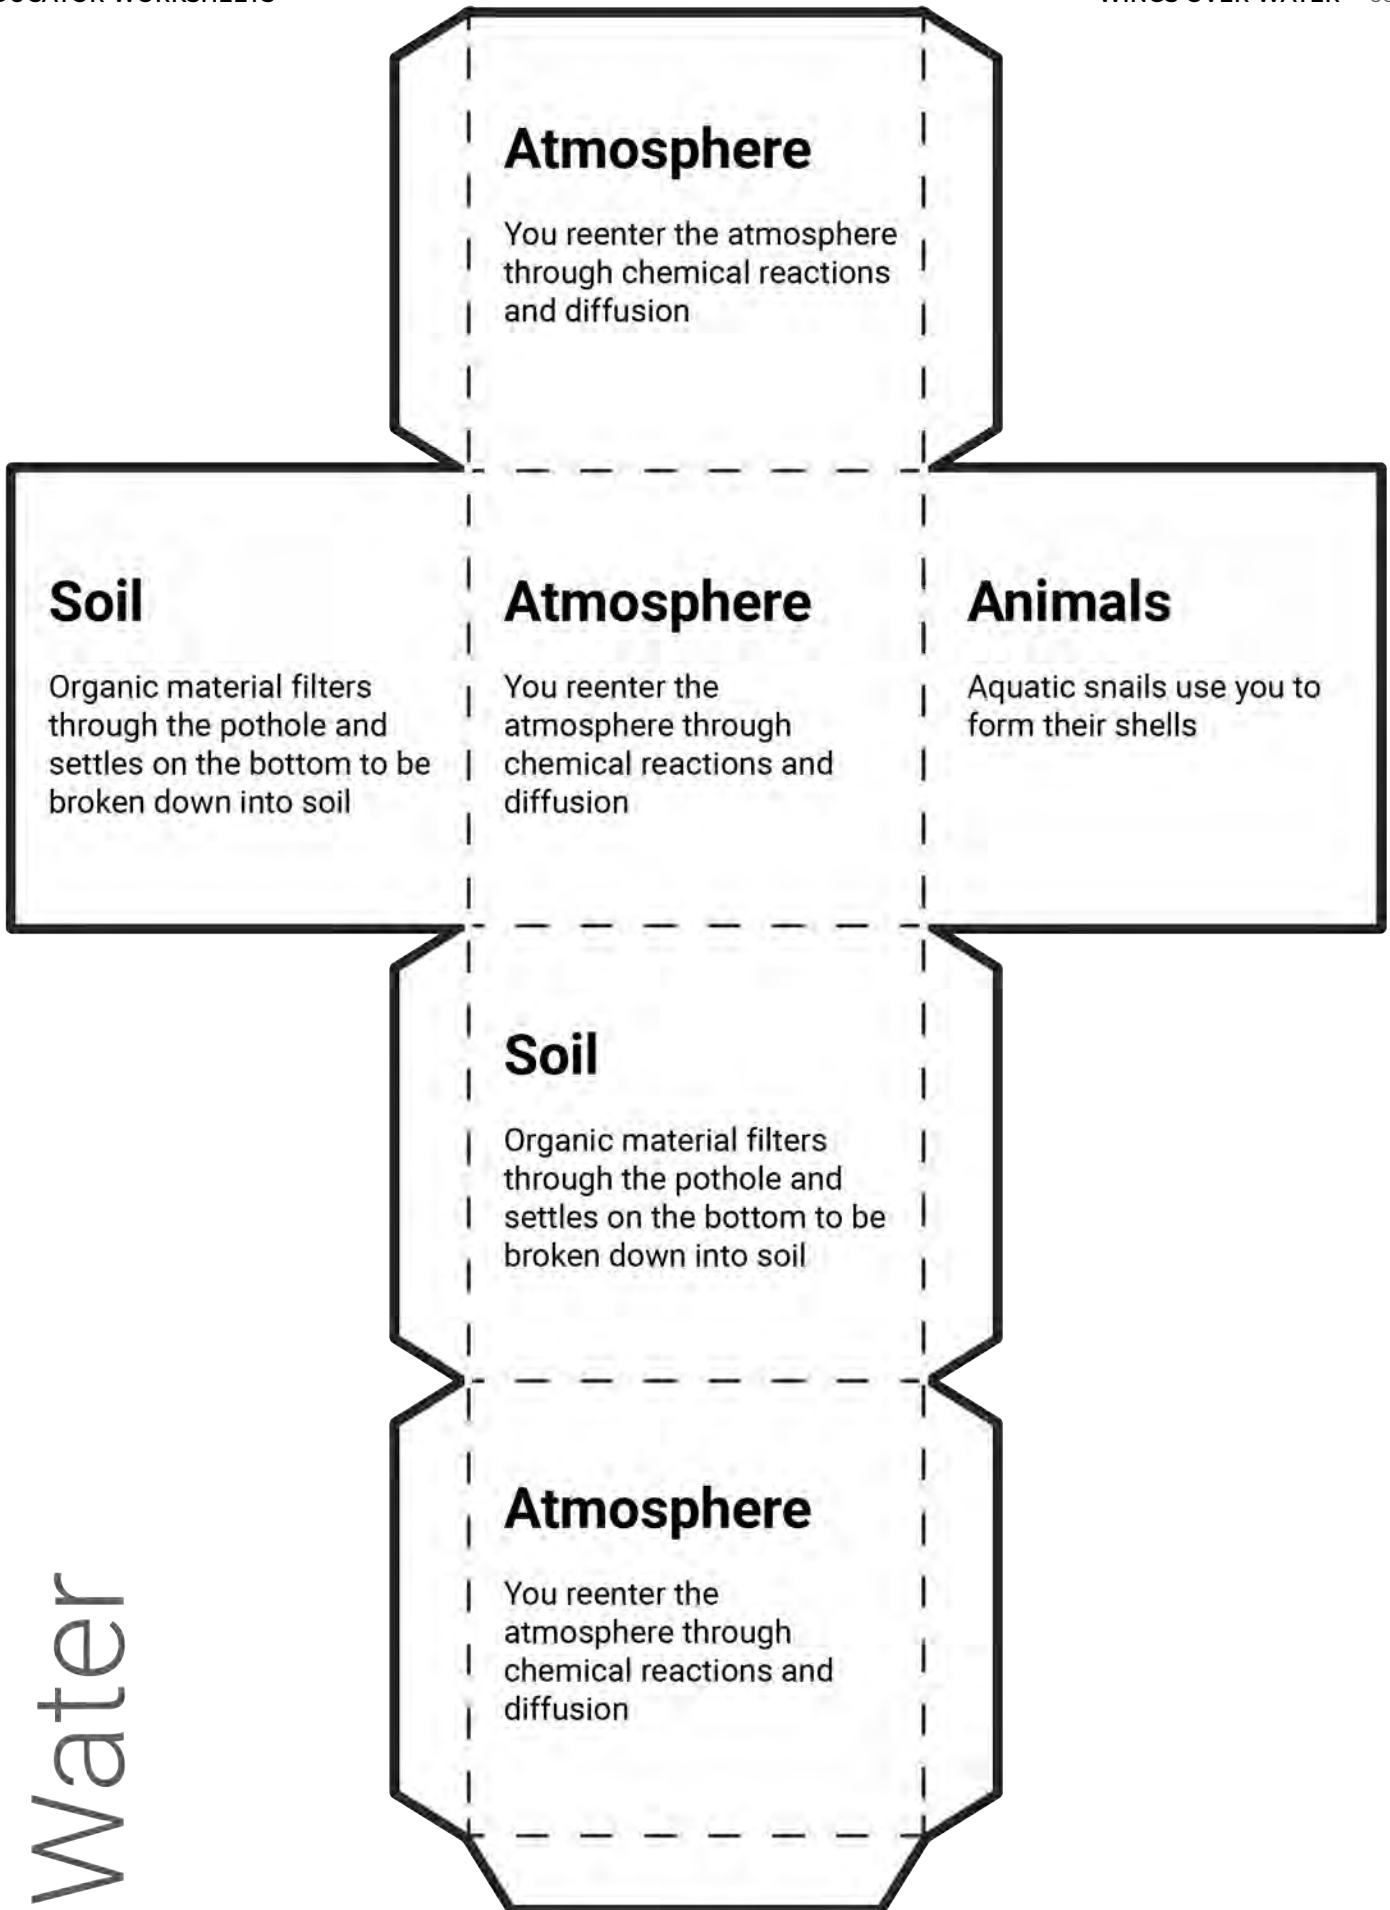 WINGS OVER WATER
Atmosphere
You reenter the atmosphere
through chemical reactions
and diffusion
Soil
Organic material filters
through the pothole and
settles on the bottom to be
broken down into soil
Atmosphere
You reenter the
atmosphere through
chemical reactions and
diffusion
Animals
Aquatic snails use you to
form their shells
Soil
Organic material filters
through the pothole and
settles on the bottom to be
broken down into soil
Atmosphere
You reenter the
atmosphere through
chemical reactions and
diffusion
Water